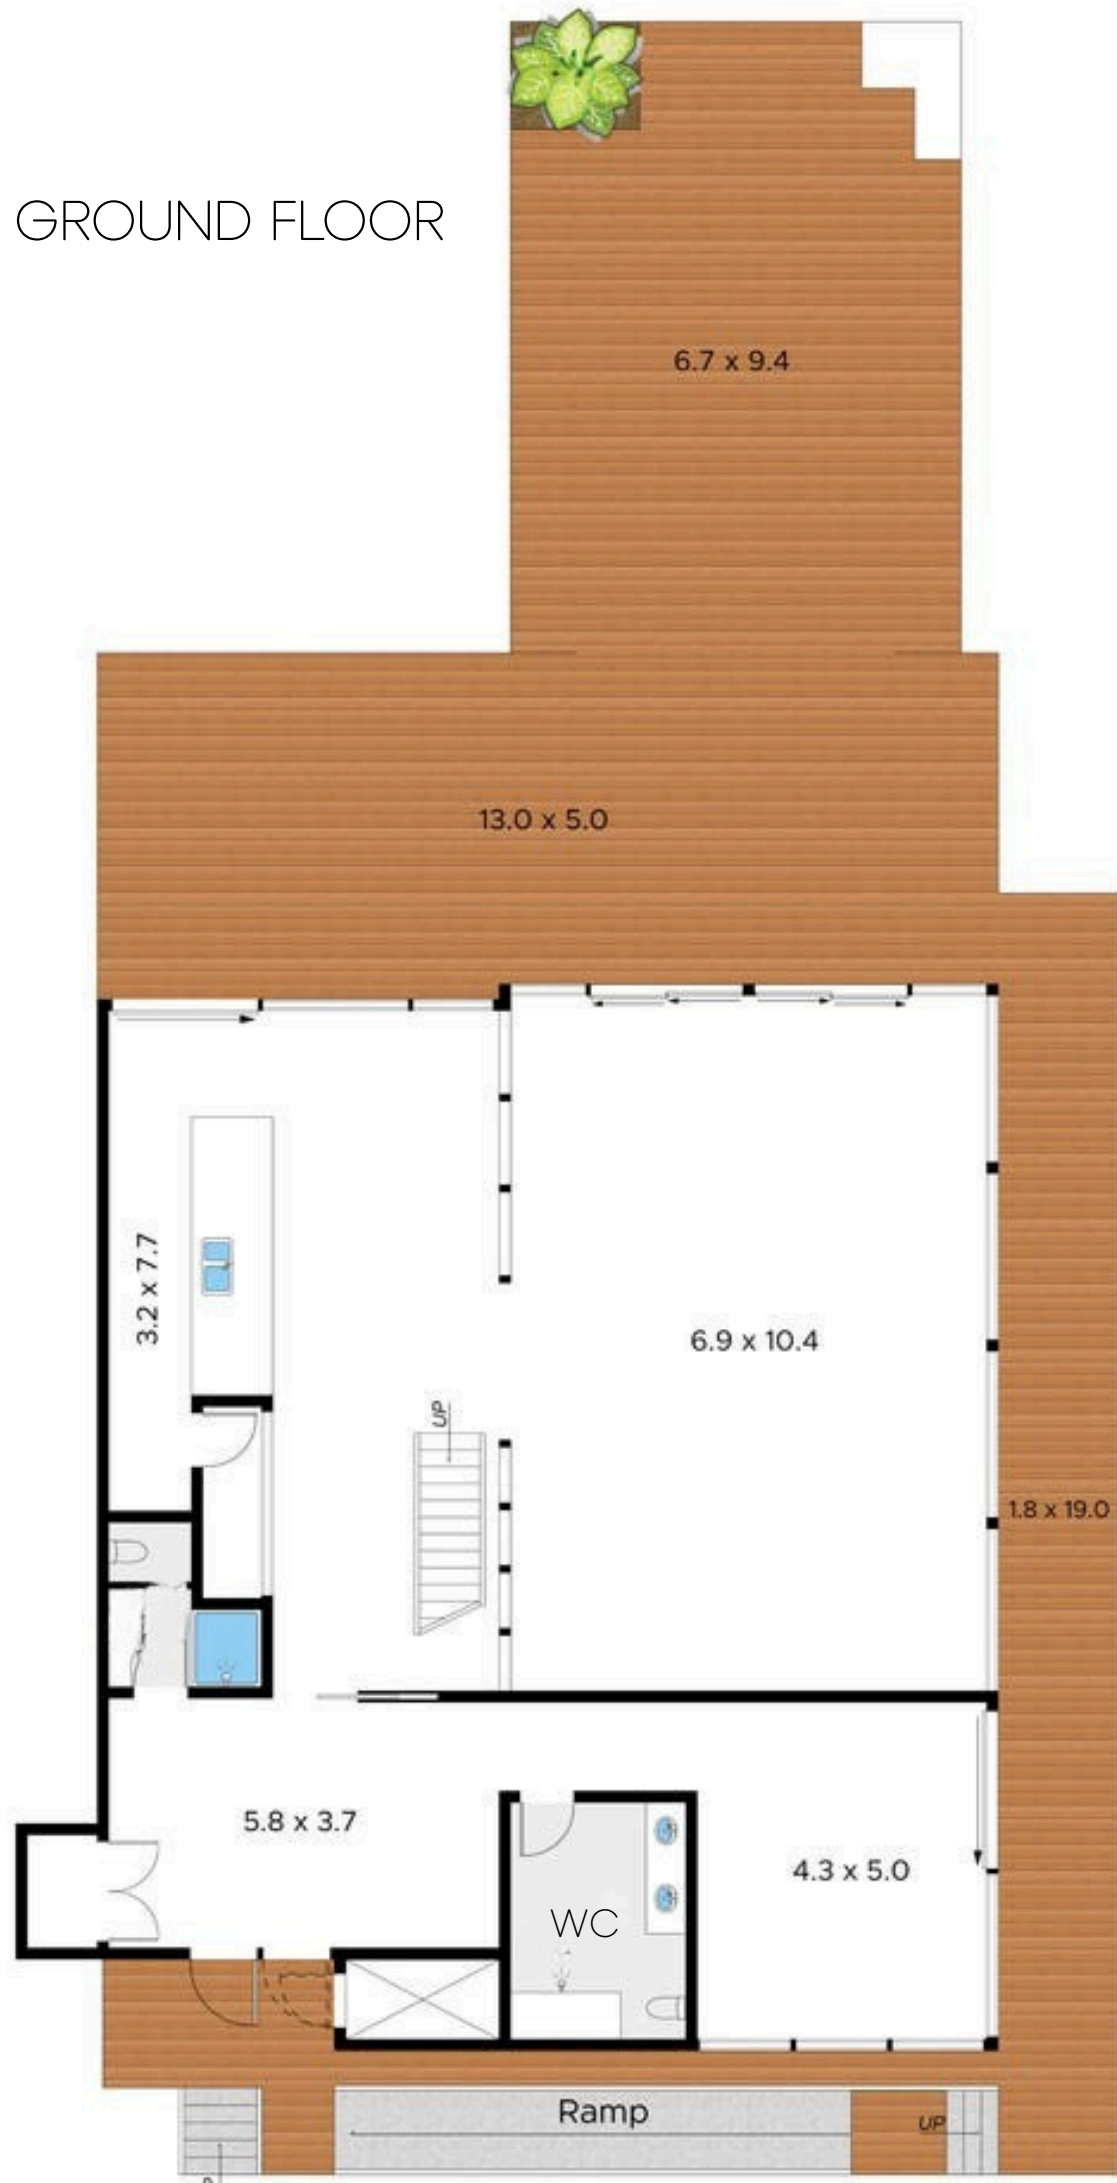 GROUND FLOOR
6.7 x 9.4
13.0 x 5.0
3.2 x 7.7
6.9 x 10.4
UP
1.8 x 19.0
5.8 x 3.7
4.3 x 5.0
WC
Ramp
UP